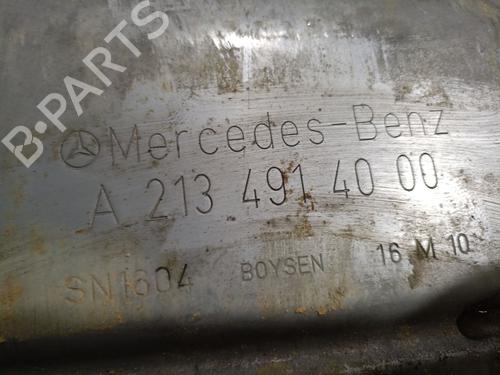 B-PARTS
Mercedes-Benz
A 213 491 40 00
SN1604 BOYSEN 16 M 10